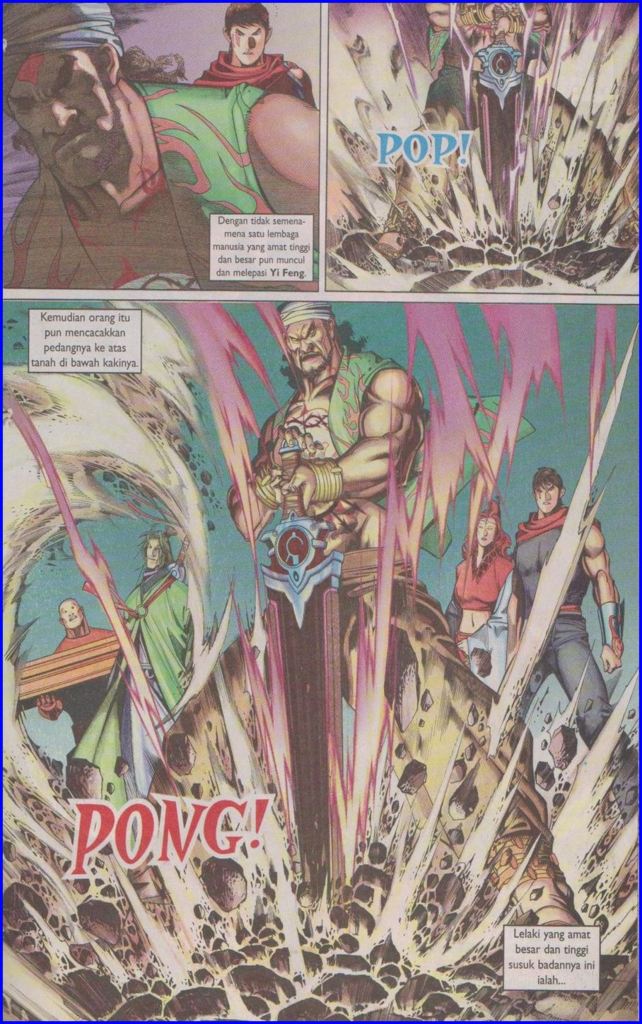 Dengan tidak semena-
mena satu lembaga
manusia yang amat tinggi
dan besar pun muncul
dan melepasi Yi Feng.
POP!
Kemudian orang itu
pun mencacakkan
pedangnya ke atas
tanah di bawah kakinya.
PONG!
Lelaki yang amat
besar dan tinggi
susuk badannya ini
ialah...